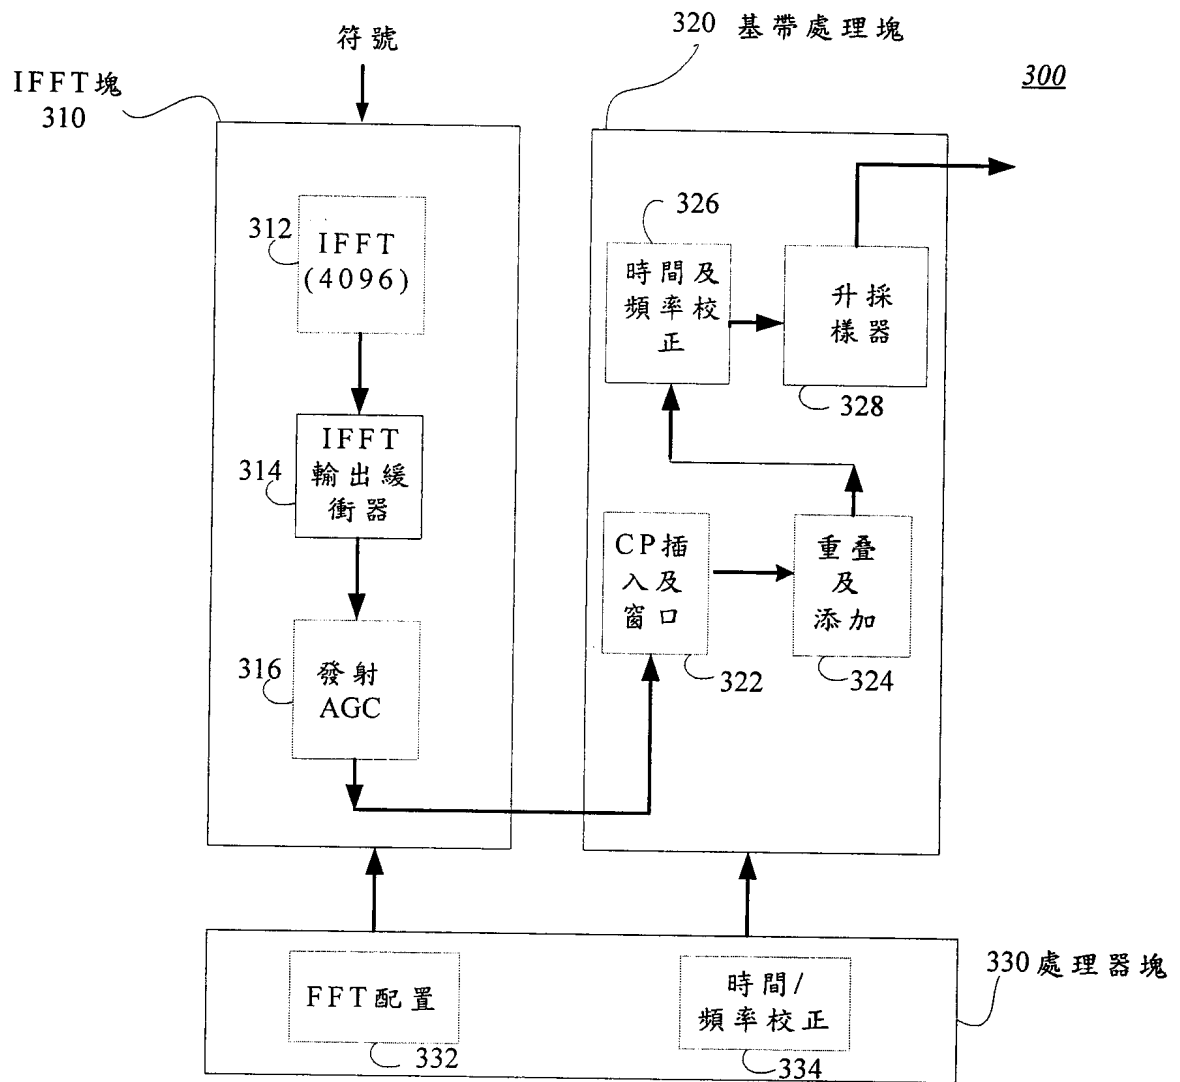 符號
320 基帶處理塊
300
IFFT塊
310
312
IFFT
(4096)
314
IFFT
輸出緩
衝器
316
發射
AGC
326
時間及
頻率校
正
升採
樣器
328
CP插
入及
窗口
322
重疊
及
添加
324
330處理器塊
FFT配置
332
時間/
頻率校正
334